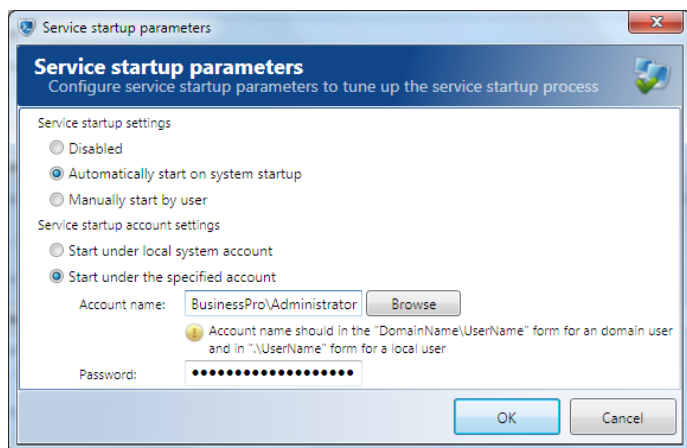 Service startup parameters
Service startup parameters
Configure service startup parameters to tune up the service startup process
Service startup settings
Disabled
Automatically start on system startup
Manually start by user
Service startup account settings
Start under local system account
Start under the specified account
Account name: BusinessPro\Administrator Browse
Account name should in the "DomainName\UserName" form for an domain user
and in ".\UserName" form for a local user
Password: ●●●●●●●●●●●●●●●●●●●
OK Cancel